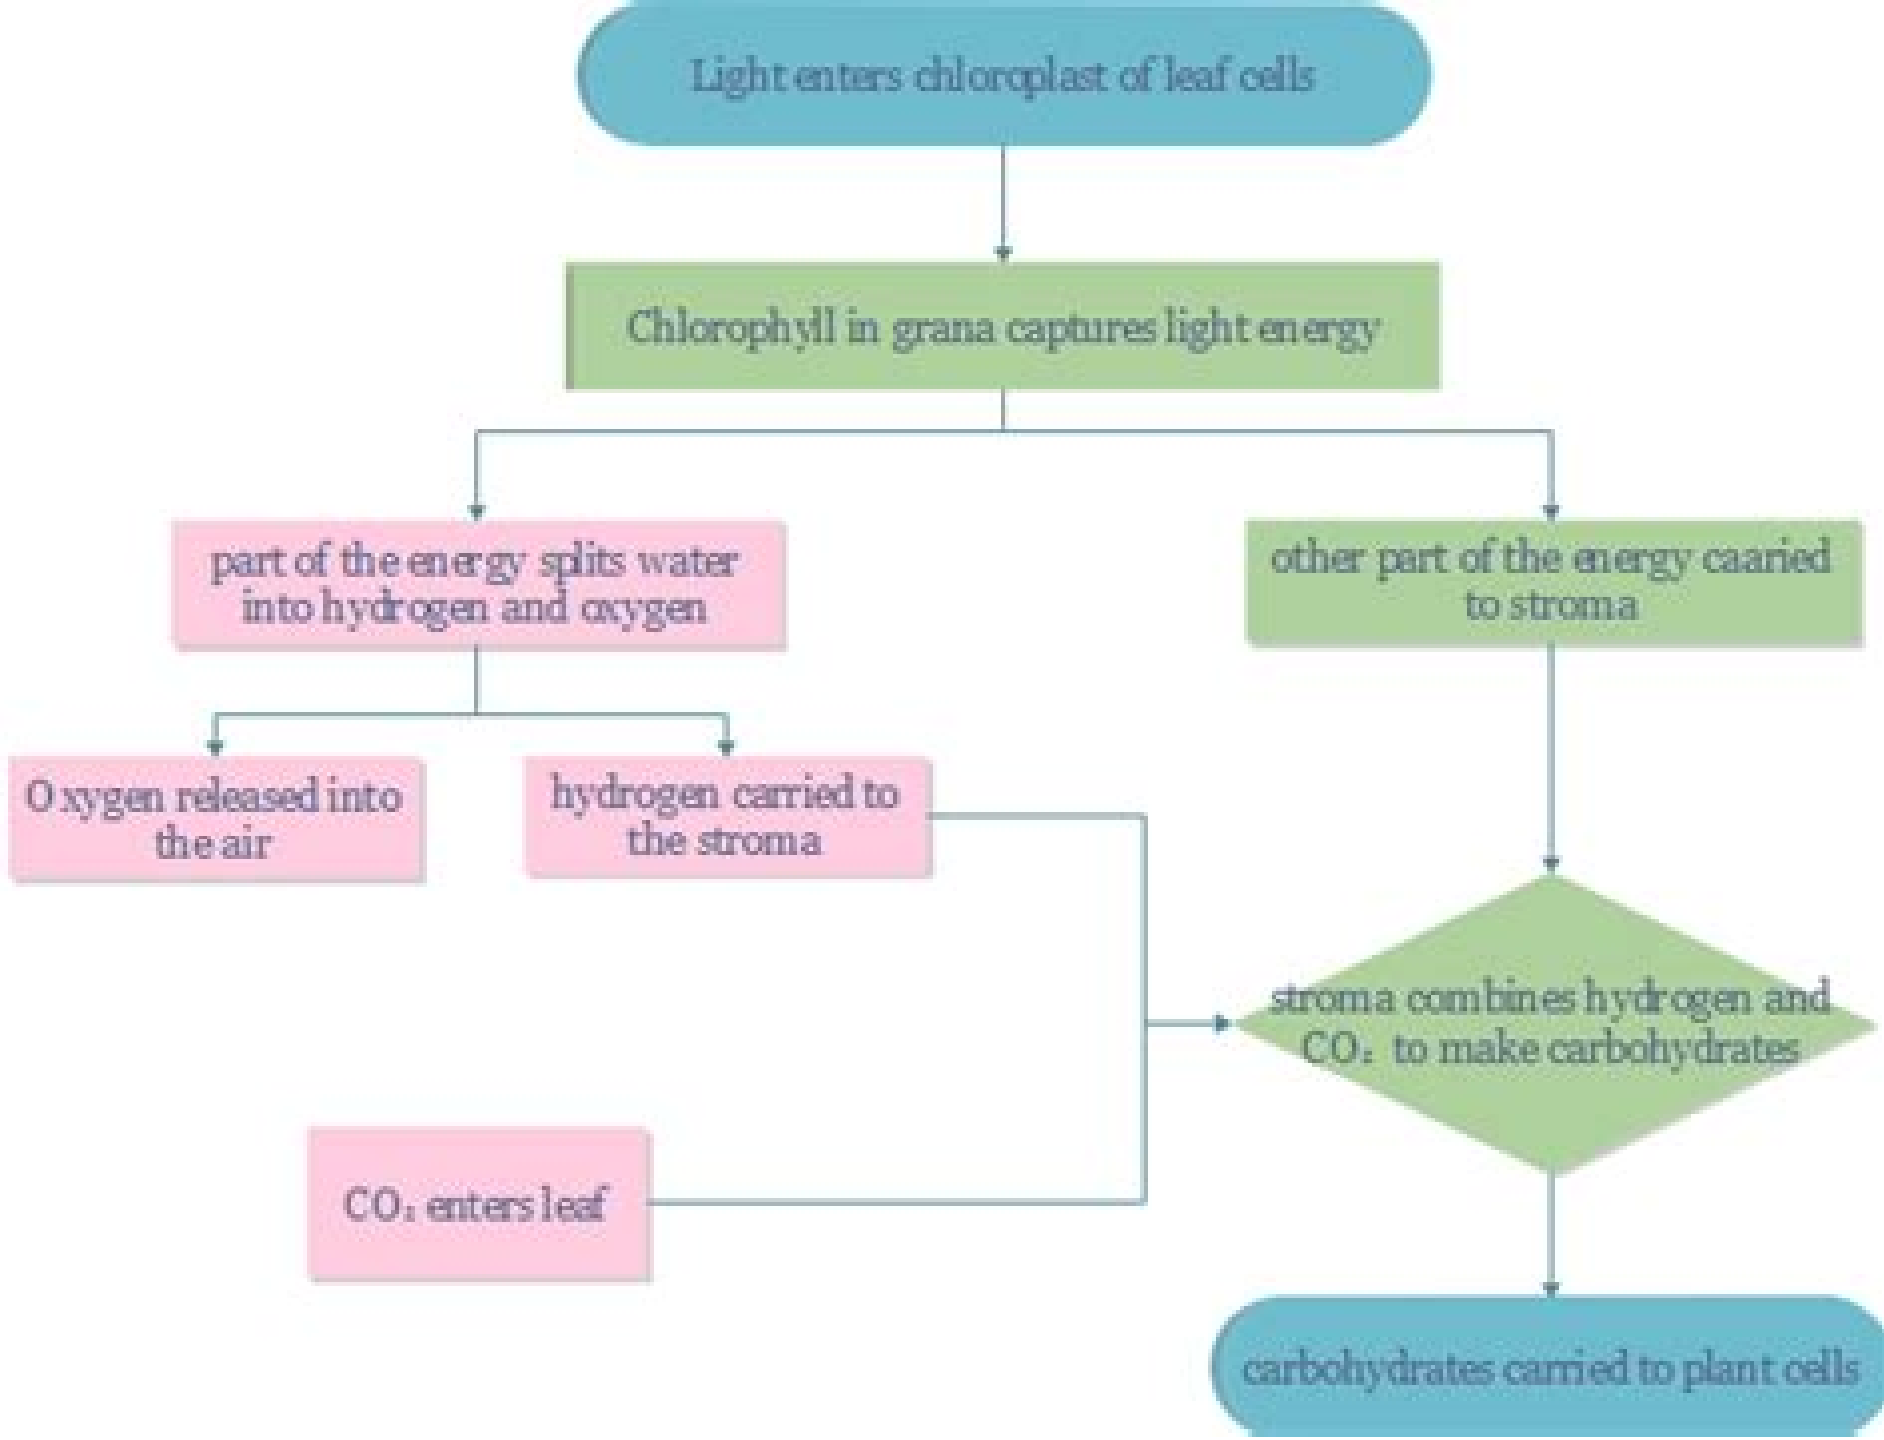 Light enters chloroplast of leaf cells
Chlorophyll in grana captures light energy
part of the energy splits water
into hydrogen and oxygen
other part of the energy caaried
to stroma
Oxygen released into
the air
hydrogen carried to
the stroma
stroma combines hydrogen and
CO₂ to make carbohydrates
CO₂ enters leaf
carbohydrates carried to plant cells